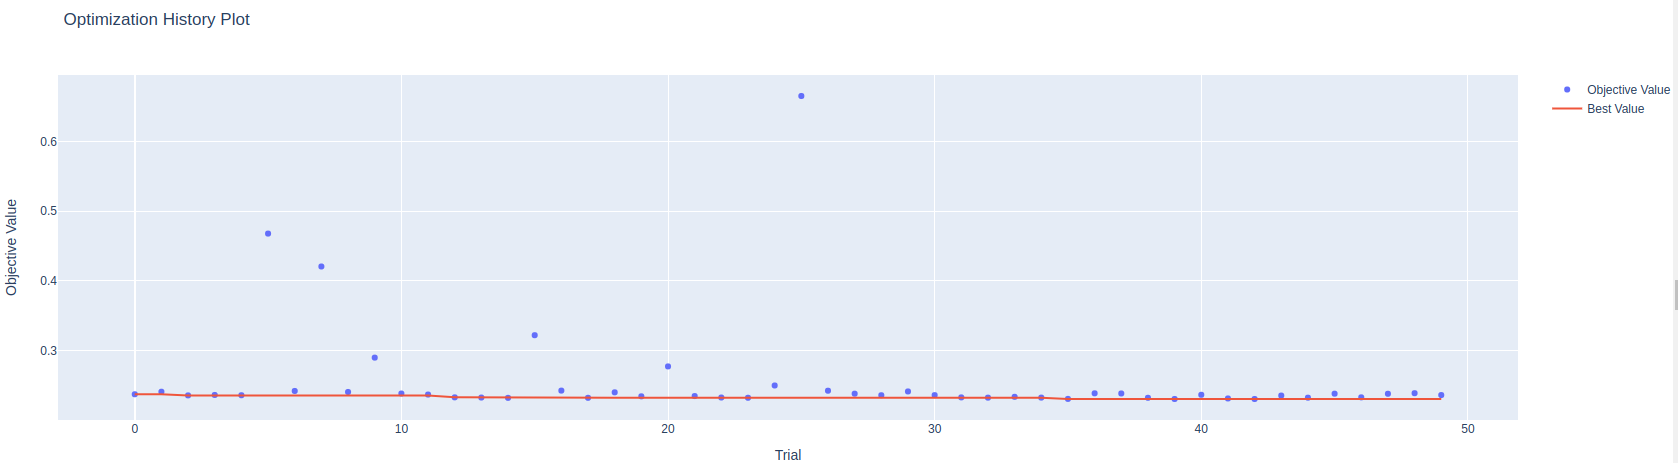 Optimization History Plot
Objective Value
Best Value
0.6
0.5
0.4
0.3
Objective Value
0
10
20
30
40
50
Trial